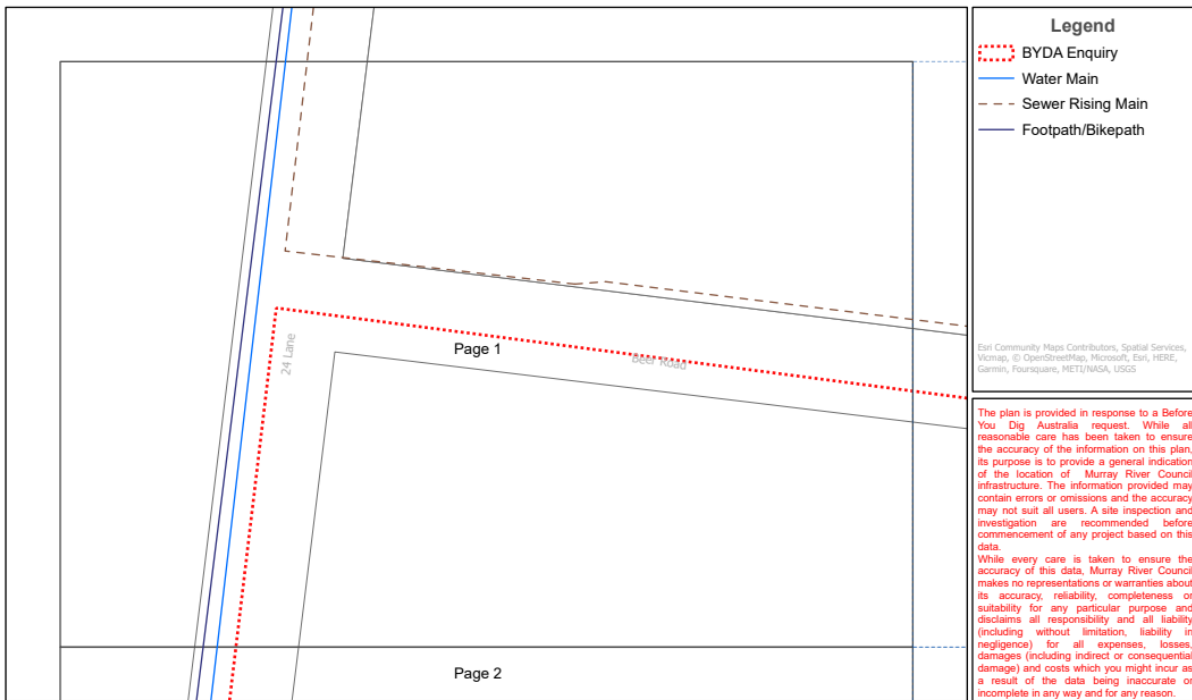 Legend
BYDA Enquiry
Water Main
Sewer Rising Main
Footpath/Bikepath
24 Lane
Page 1
Beer Road
Page 2
Esri Community Maps Contributors, Spatial Services,
Vicmap, © OpenStreetMap, Microsoft, Esri, HERE,
Garmin, Foursquare, METI/NASA, USGS
The plan is provided in response to a Before
You Dig Australia request. While all
reasonable care has been taken to ensure
the accuracy of the information on this plan,
its purpose is to provide a general indication
of the location of Murray River Council
infrastructure. The information provided may
contain errors or omissions and the accuracy
may not suit all users. A site inspection and
investigation are recommended before
commencement of any project based on this
data.
While every care is taken to ensure the
accuracy of this data, Murray River Council
makes no representations or warranties about
its accuracy, reliability, completeness or
suitability for any particular purpose and
disclaims all responsibility and all liability
(including without limitation, liability in
negligence) for all expenses, losses,
damages (including indirect or consequential
damage) and costs which you might incur as
a result of the data being inaccurate or
incomplete in any way and for any reason.